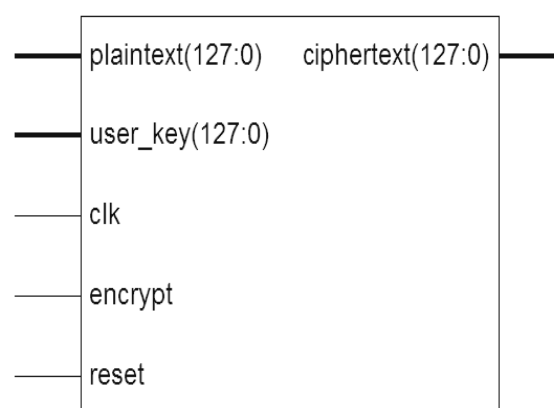 plaintext(127:0) ciphertext(127:0)
user_key(127:0)
clk
encrypt
reset